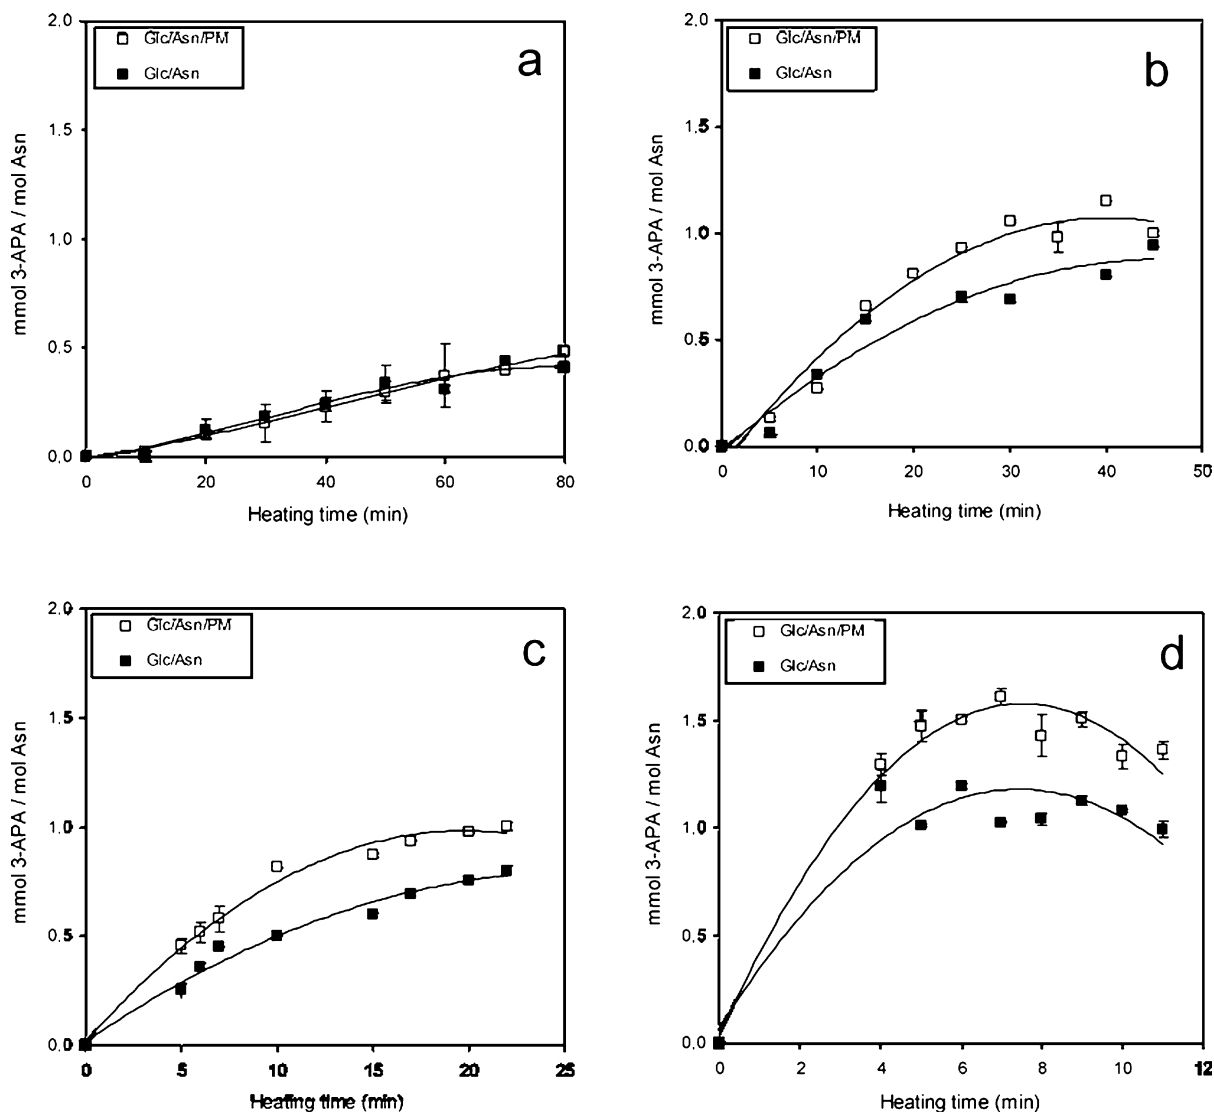 2.0
Glc/Asn/PM
Glc/Asn
a
1.5
1.0
0.5
0.0
mmol 3-APA / mol Asn
0 20 40 60 80
Heating time (min)
2.0
Glc/Asn/PM
Glc/Asn
b
1.5
1.0
0.5
0.0
mmol 3-APA / mol Asn
0 10 20 30 40 50
Heating time (min)
2.0
Glc/Asn/PM
Glc/Asn
c
1.5
1.0
0.5
0.0
mmol 3-APA / mol Asn
0 5 10 15 20 25
Heating time (min)
2.0
Glc/Asn/PM
Glc/Asn
d
1.5
1.0
0.5
0.0
mmol 3-APA / mol Asn
0 2 4 6 8 10 12
Heating time (min)